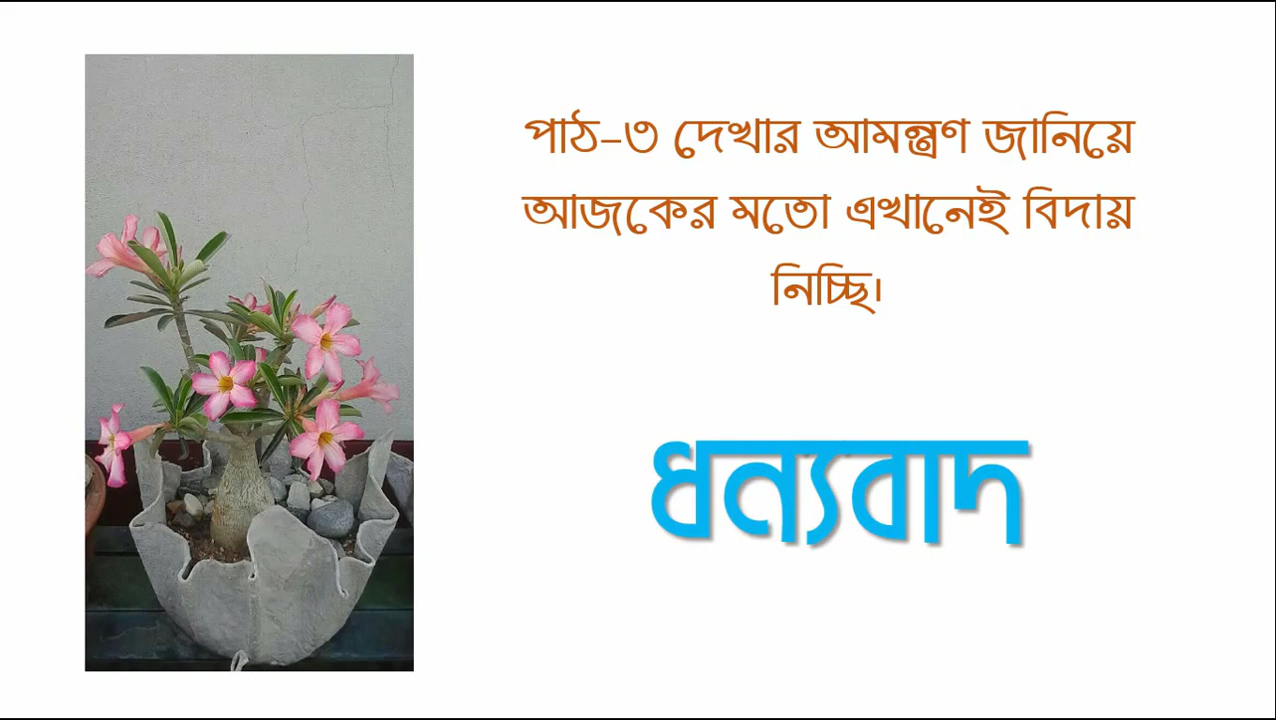 পাঠ–৩ দেখার আমন্ত্রণ জানিয়ে
আজকের মতো এখানেই বিদায়
নিচ্ছি।
ধন্যবাদ